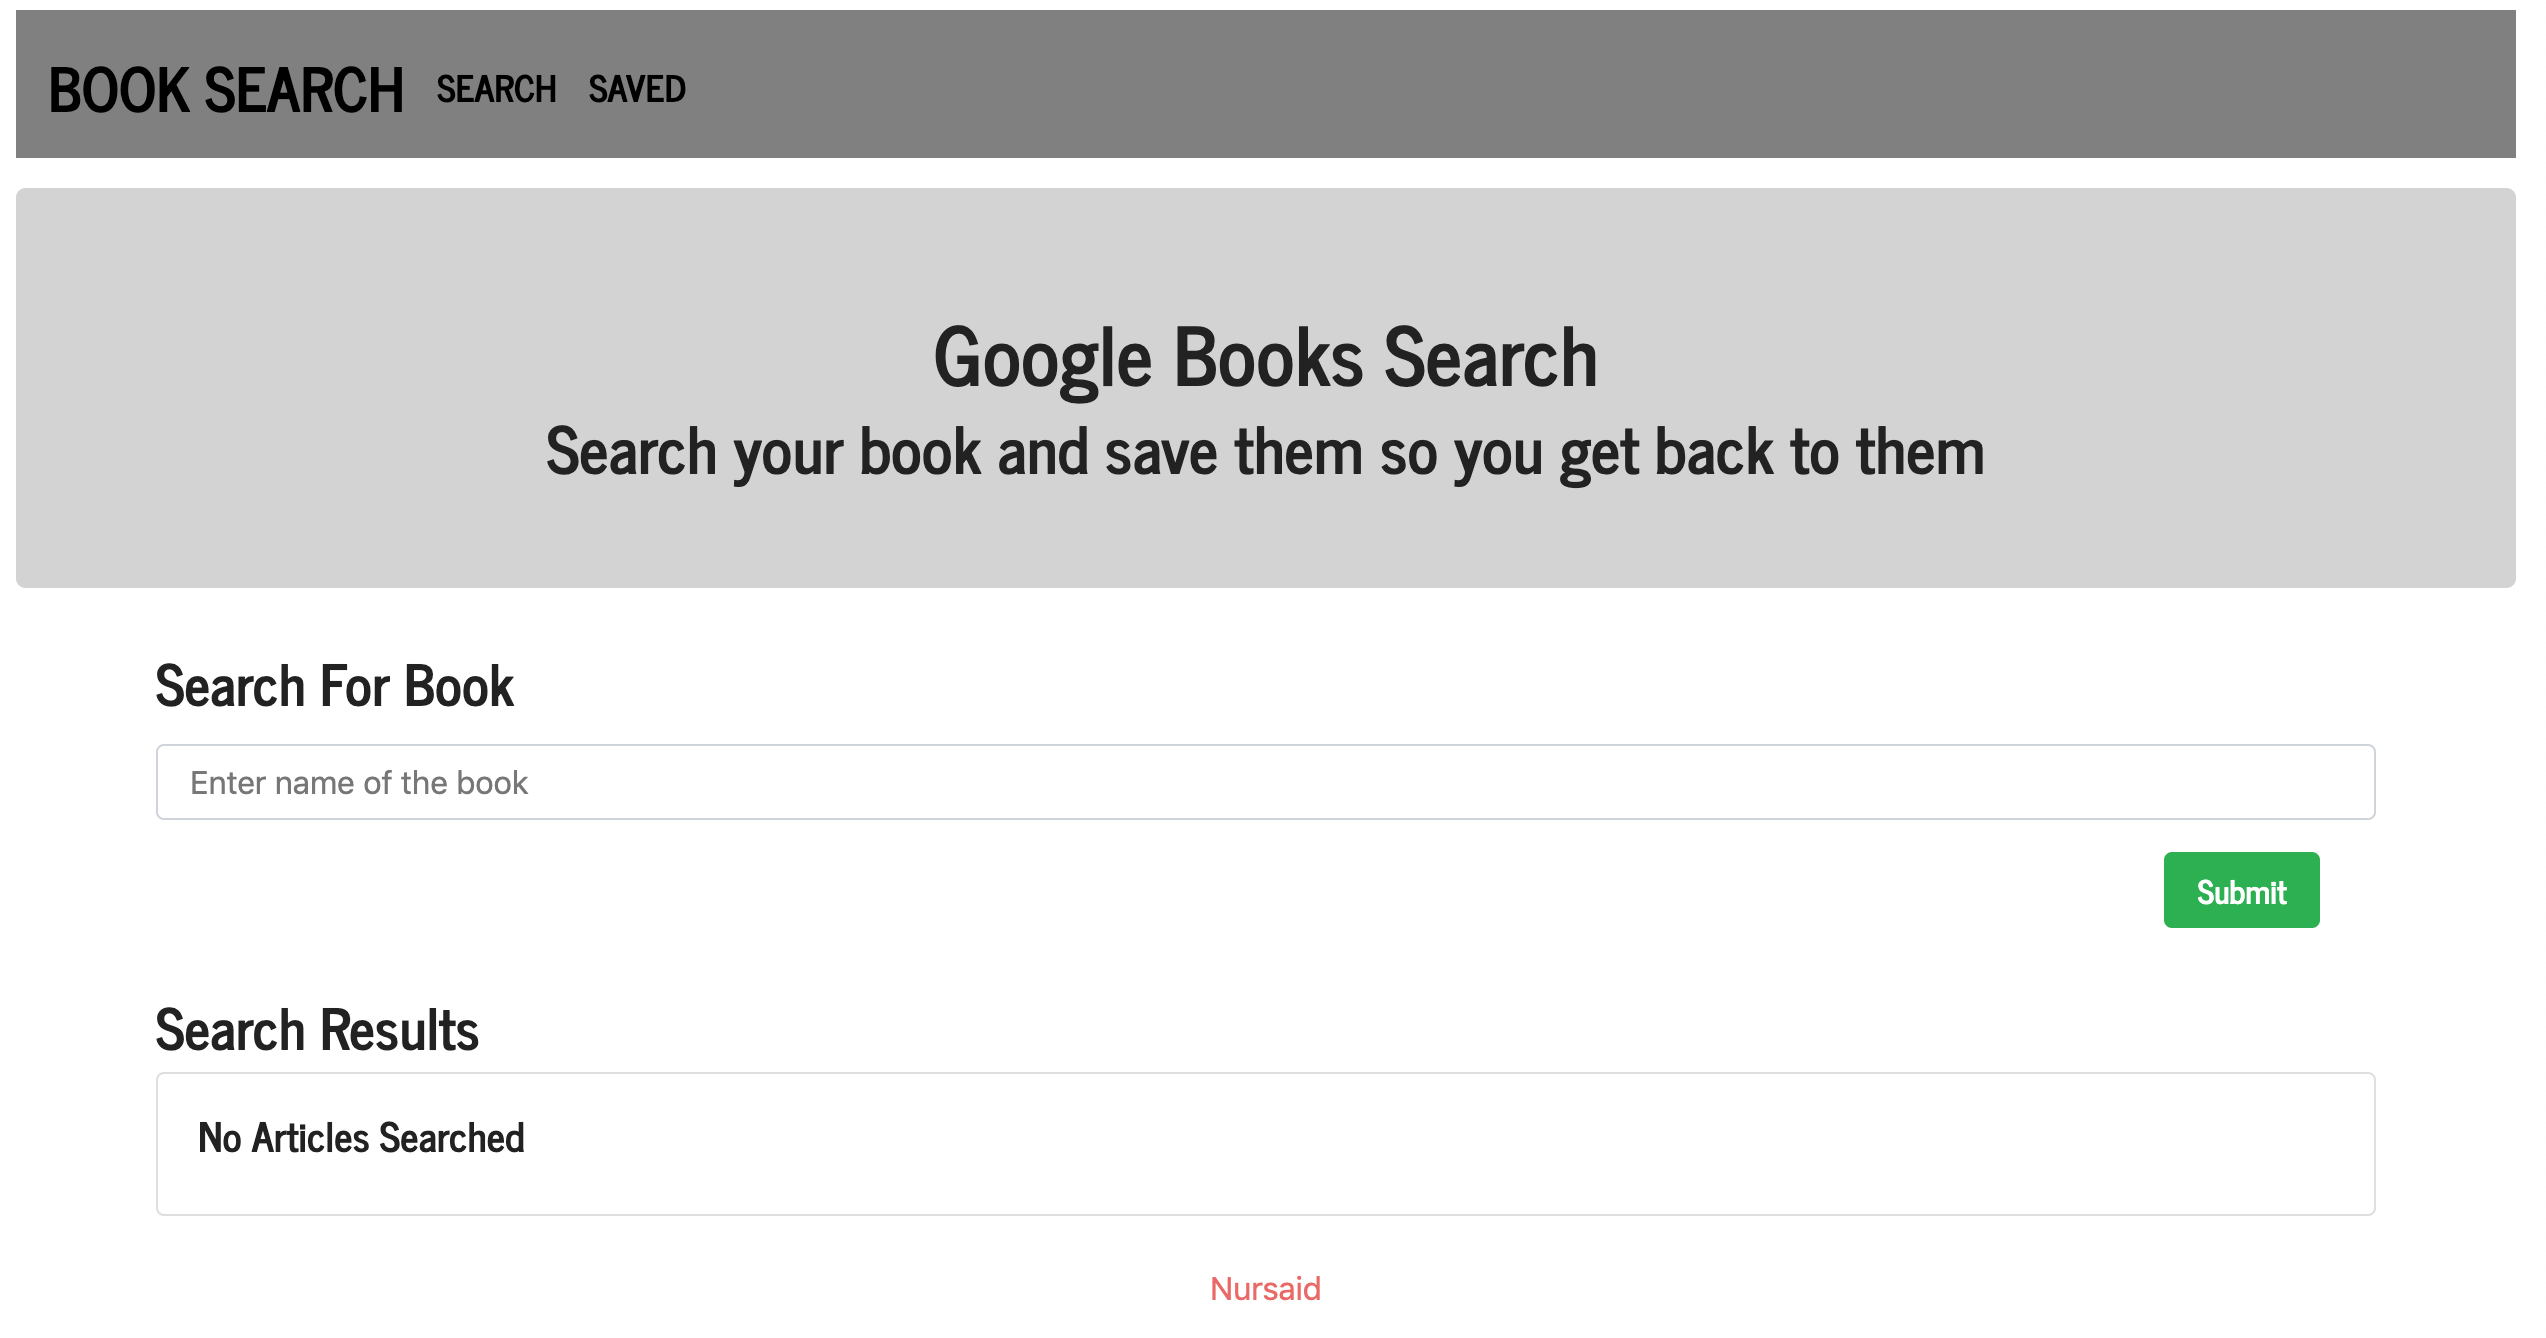 BOOK SEARCH SEARCH SAVED
Google Books Search
Search your book and save them so you get back to them
Search For Book
Enter name of the book
Submit
Search Results
No Articles Searched
Nursaid